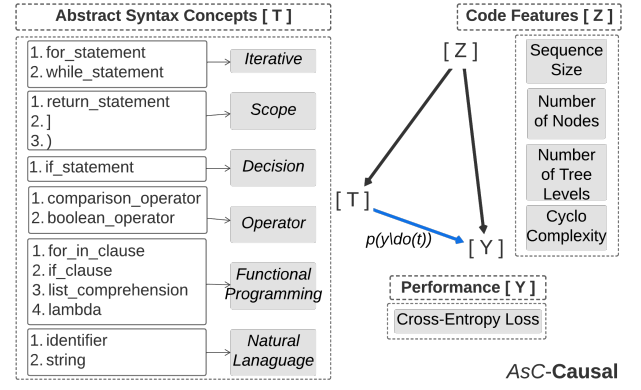 Abstract Syntax Concepts [ T ]
1. for_statement
2. while_statement
Iterative
1. return_statement
2. ]
3. )
Scope
1. if_statement
Decision
1. comparison_operator
2. boolean_operator
Operator
1. for_in_clause
2. if_clause
3. list_comprehension
4. lambda
Functional
Programming
1. identifier
2. string
Natural
Lanaguage
[ Z ]
[ T ]
p(y\do(t))
[ Y ]
Code Features [ Z ]
Sequence
Size
Number
of Nodes
Number
of Tree
Levels
Cyclo
Complexity
Performance [ Y ]
Cross-Entropy Loss
AsC-Causal